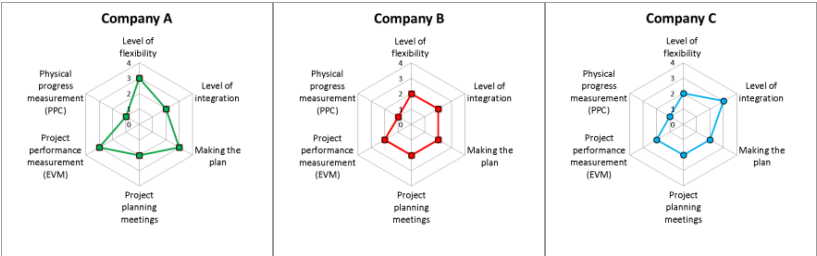 Company A
Level of
flexibility
4
3
2
1
0
Level of
integration
Making the
plan
Project
planning
meetings
Project
performance
measurement
(EVM)
Physical
progress
measurement
(PPC)
Company B
Level of
flexibility
4
3
2
1
0
Level of
integration
Making the
plan
Project
planning
meetings
Project
performance
measurement
(EVM)
Physical
progress
measurement
(PPC)
Company C
Level of
flexibility
4
3
2
1
0
Level of
integration
Making the
plan
Project
planning
meetings
Project
performance
measurement
(EVM)
Physical
progress
measurement
(PPC)